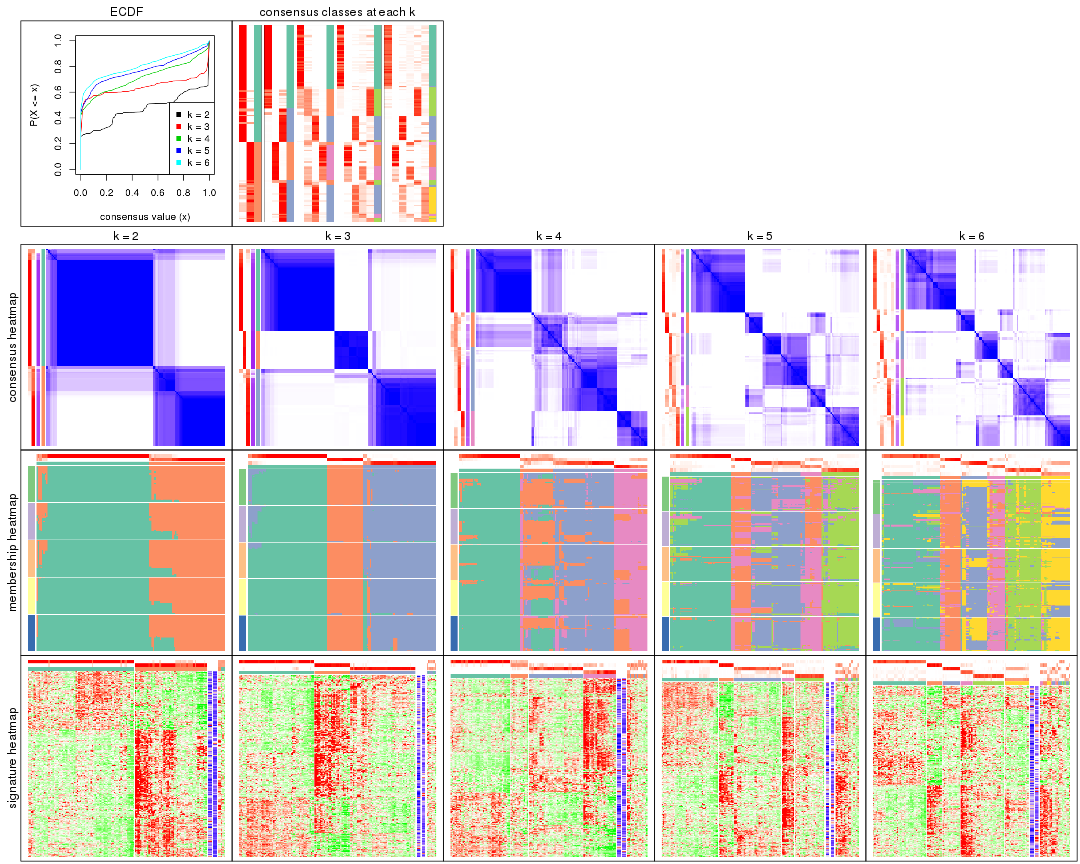 ECDF
consensus classes at each k
P(X <= x)
0.0 0.2 0.4 0.6 0.8 1.0
k = 2
k = 3
k = 4
k = 5
k = 6
0.0 0.2 0.4 0.6 0.8 1.0
consensus value (x)
k = 2
k = 3
k = 4
k = 5
k = 6
consensus heatmap
membership heatmap
signature heatmap